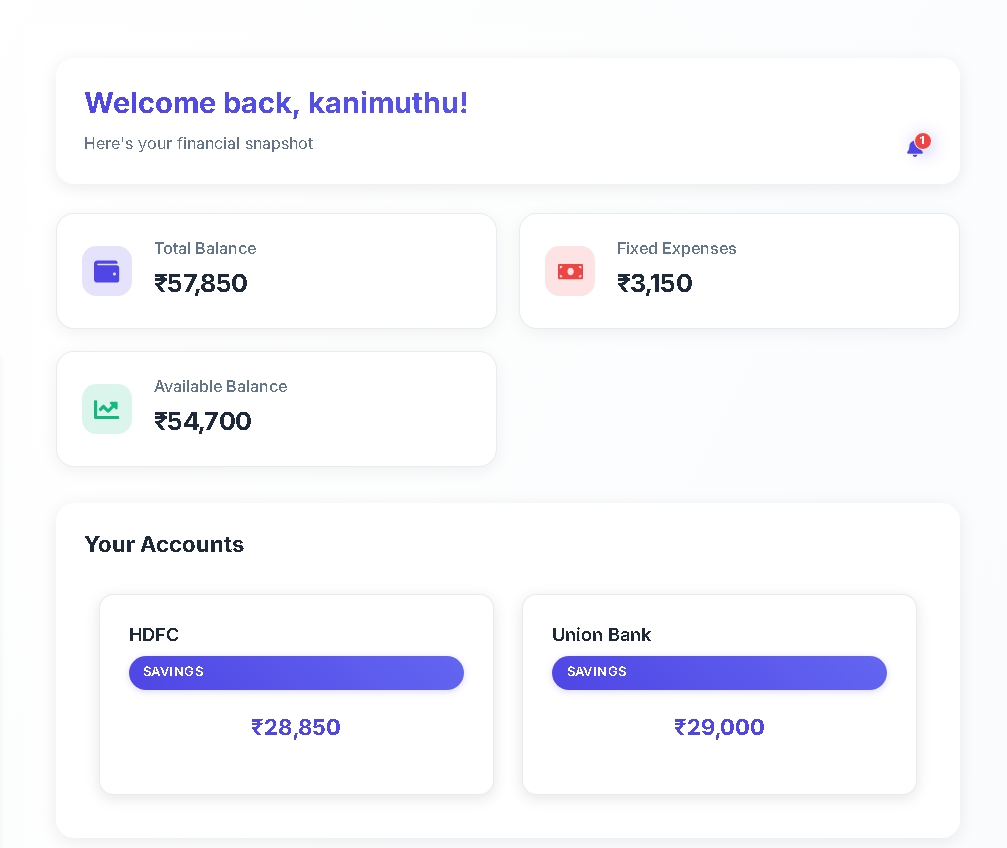 Welcome back, kanimuthu!
Here's your financial snapshot
1
Total Balance
₹57,850
Fixed Expenses
₹3,150
Available Balance
₹54,700
Your Accounts
HDFC
SAVINGS
₹28,850
Union Bank
SAVINGS
₹29,000